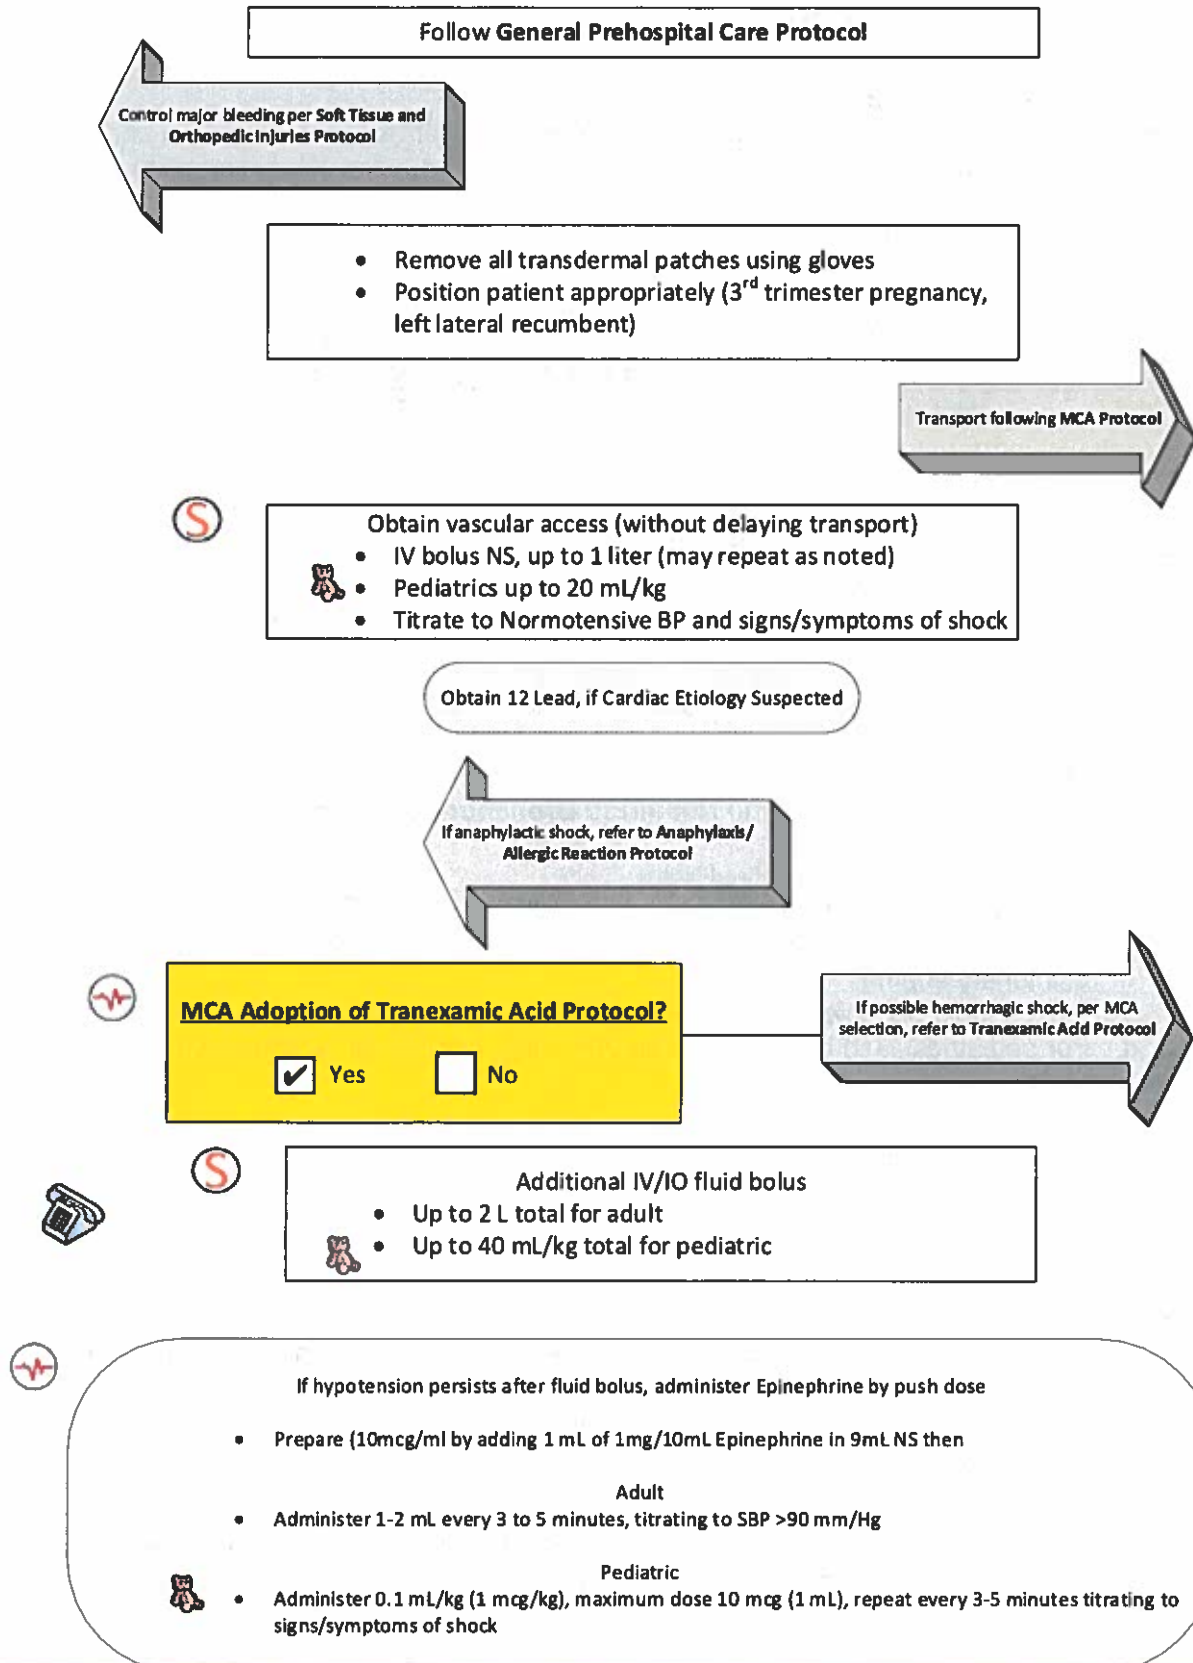 Follow General Prehospital Care Protocol
Control major bleeding per Soft Tissue and
Orthopedic Injuries Protocol
• Remove all transdermal patches using gloves
• Position patient appropriately (3rd trimester pregnancy,
left lateral recumbent)
Transport following MCA Protocol
S
Obtain vascular access (without delaying transport)
• IV bolus NS, up to 1 liter (may repeat as noted)
• Pediatrics up to 20 mL/kg
• Titrate to Normotensive BP and signs/symptoms of shock
Obtain 12 Lead, if Cardiac Etiology Suspected
If anaphylactic shock, refer to Anaphylaxis/
Allergic Reaction Protocol
MCA Adoption of Tranexamic Acid Protocol?
✔ Yes No
If possible hemorrhagic shock, per MCA
selection, refer to Tranexamic Acid Protocol
S
Additional IV/IO fluid bolus
• Up to 2 L total for adult
• Up to 40 mL/kg total for pediatric
If hypotension persists after fluid bolus, administer Epinephrine by push dose
• Prepare (10mcg/ml by adding 1 mL of 1mg/10mL Epinephrine in 9mL NS then
Adult
• Administer 1-2 mL every 3 to 5 minutes, titrating to SBP >90 mm/Hg
Pediatric
• Administer 0.1 mL/kg (1 mcg/kg), maximum dose 10 mcg (1 mL), repeat every 3-5 minutes titrating to
signs/symptoms of shock